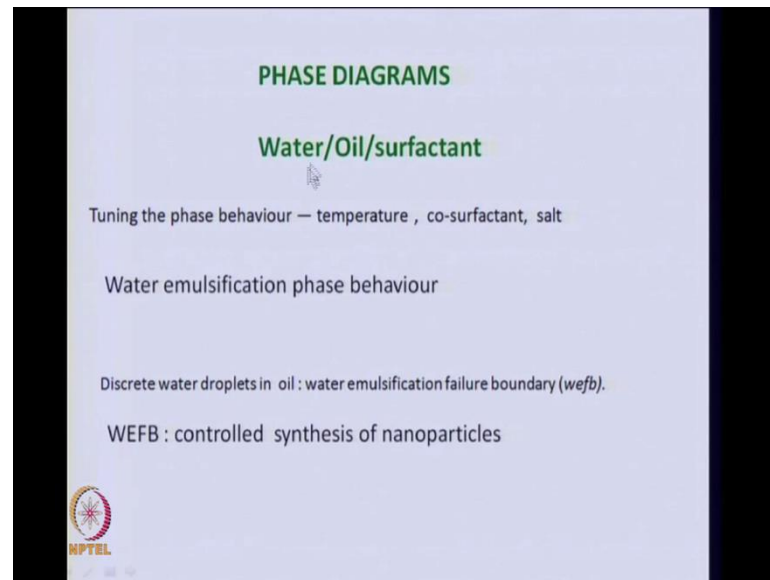 PHASE DIAGRAMS
Water/Oil/surfactant
Tuning the phase behaviour — temperature , co-surfactant, salt
Water emulsification phase behaviour
Discrete water droplets in oil : water emulsification failure boundary (wefb).
WEFB : controlled synthesis of nanoparticles
NPTEL